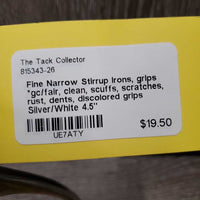 The Tack Collector
815343-26
Fine Narrow Stirrup Irons, grips
*gc/fair, clean, scuffs, scratches,
rust, dents, discolored grips
Silver/White 4.5"
UE7ATY
$19.50